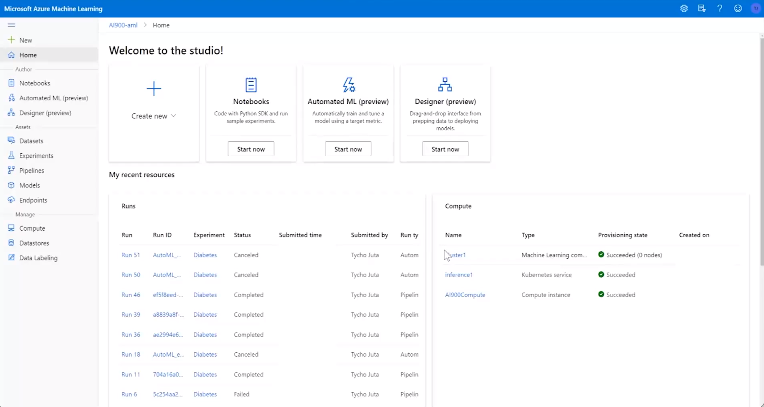 Microsoft Azure Machine Learning
AI900-aml > Home
New
Home
Author
Notebooks
Automated ML (preview)
Designer (preview)
Assets
Datasets
Experiments
Pipelines
Models
Endpoints
Manage
Compute
Datastores
Data Labeling
Welcome to the studio!
Create new
Notebooks
Code with Python SDK and run
sample experiments.
Start now
Automated ML (preview)
Automatically train and tune a
model using a target metric.
Start now
Designer (preview)
Drag-and-drop interface from
prepping data to deploying
models.
Start now
My recent resources
Runs
Run Run ID Experiment Status Submitted time Submitted by Run ty
Run 51 AutoML_... Diabetes Canceled Tycho Juta Autom
Run 50 AutoML_... Diabetes Canceled Tycho Juta Autom
Run 46 ef5f8eed-... Diabetes Completed Tycho Juta Pipelin
Run 39 a8839a8f-... Diabetes Completed Tycho Juta Pipelin
Run 36 ae2994e6... Diabetes Completed Tycho Juta Pipelin
Run 18 AutoML_e... Diabetes Canceled Tycho Juta Autom
Run 11 704a16a0... Diabetes Completed Tycho Juta Pipelin
Run 6 5c254aa2... Diabetes Failed Tycho Juta Pipelin
Compute
Name Type Provisioning state Created on
Machine Learning com... Succeeded (0 nodes)
inference1 Kubernetes service Succeeded
AI900Compute Compute instance Succeeded